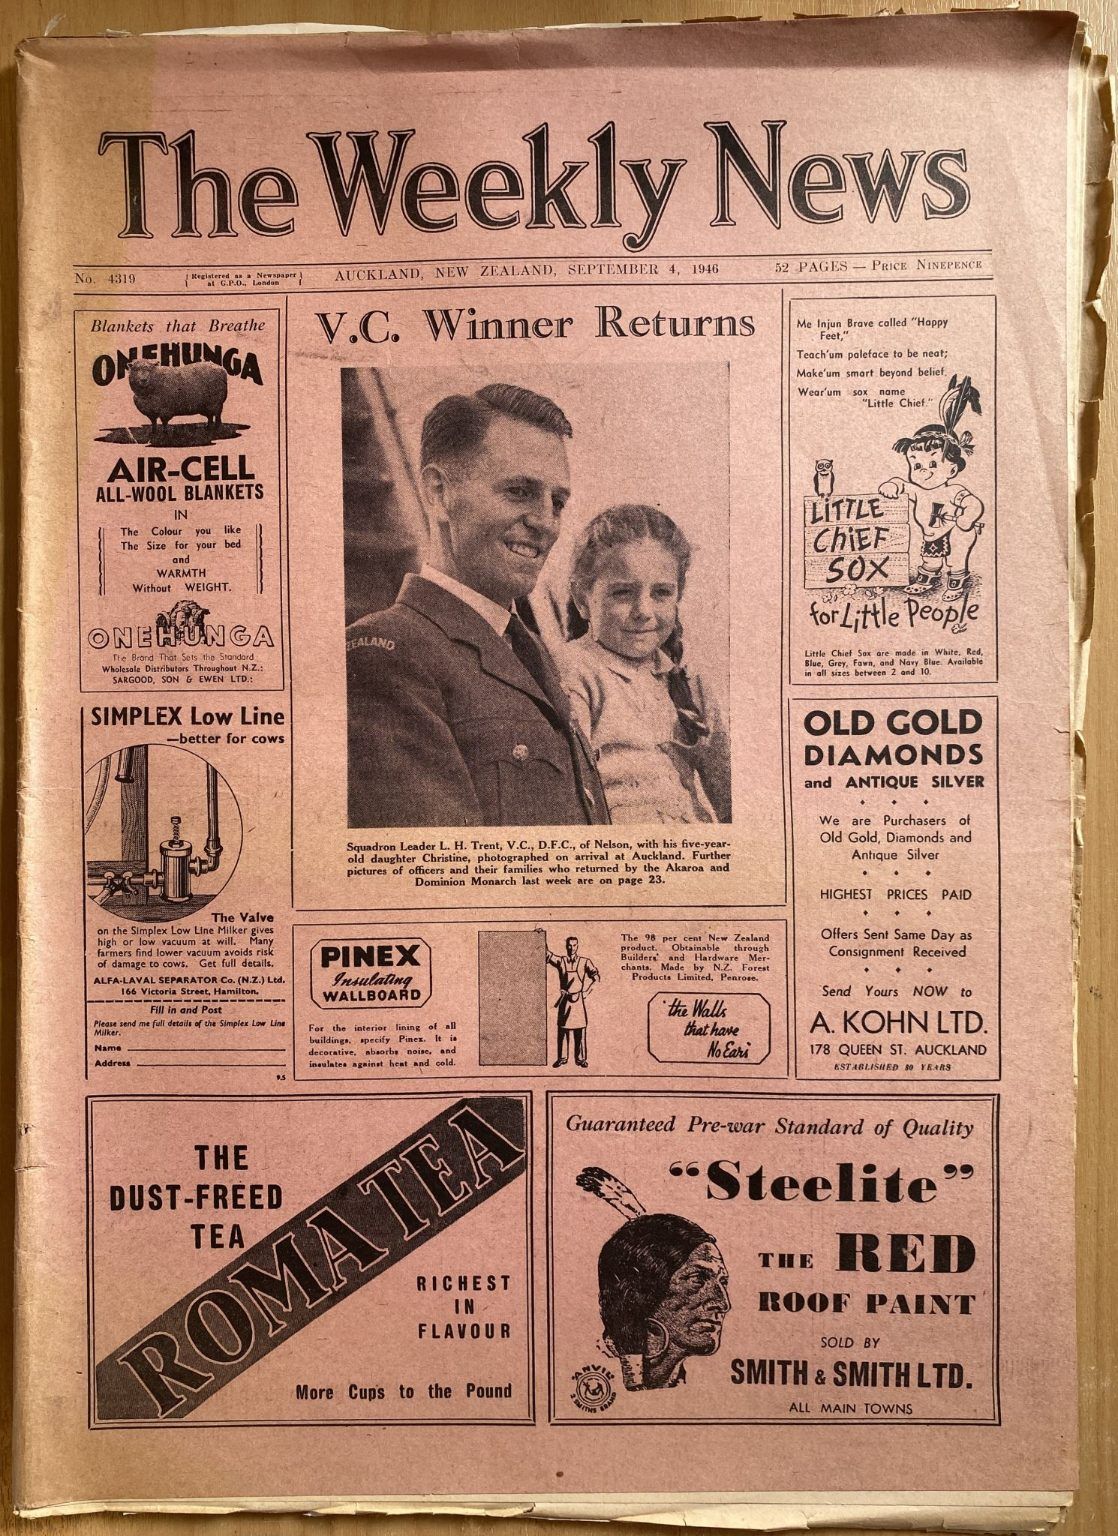 The Weekly News
No. 4319
{ Registered as a Newspaper }
at G.P.O., London
AUCKLAND, NEW ZEALAND, SEPTEMBER 4, 1946
52 PAGES — PRICE NINEPENCE
Blankets that Breathe
ONEHUNGA
AIR-CELL
ALL-WOOL BLANKETS
IN
The Colour you like
The Size for your bed
and
WARMTH
Without WEIGHT.
ONEHUNGA
The Brand That Sets the Standard
Wholesale Distributors Throughout N.Z.:
SARGOOD, SON & EWEN LTD.:
SIMPLEX Low Line
—better for cows
The Valve
on the Simplex Low Line Milker gives
high or low vacuum at will. Many
farmers find lower vacuum avoids risk
of damage to cows. Get full details.
ALFA-LAVAL SEPARATOR Co. (N.Z.) Ltd.
166 Victoria Street, Hamilton.
Fill in and Post
Please send me full details of the Simplex Low Line
Milker.
Name
Address
9.5
V.C. Winner Returns
EALAND
Squadron Leader L. H. Trent, V.C., D.F.C., of Nelson, with his five-year-
old daughter Christine, photographed on arrival at Auckland. Further
pictures of officers and their families who returned by the Akaroa and
Dominion Monarch last week are on page 23.
PINEX
Insulating
WALLBOARD
For the interior lining of all
buildings, specify Pinex. It is
decorative, absorbs noise, and
insulates against heat and cold.
The 98 per cent New Zealand
product. Obtainable through
Builders' and Hardware Mer-
chants. Made by N.Z. Forest
Products Limited, Penrose.
"the Walls
that have
No Ears"
Me Injun Brave called "Happy
Feet,"
Teach'um paleface to be neat;
Make'um smart beyond belief,
Wear'um sox name
"Little Chief."
LITTLE
CHIEF
SOX
for Little People
Little Chief Sox are made in White, Red,
Blue, Grey, Fawn, and Navy Blue. Available
in all sizes between 2 and 10.
OLD GOLD
DIAMONDS
and ANTIQUE SILVER
We are Purchasers of
Old Gold, Diamonds and
Antique Silver
HIGHEST PRICES PAID
Offers Sent Same Day as
Consignment Received
Send Yours NOW to
A. KOHN LTD.
178 QUEEN ST. AUCKLAND
ESTABLISHED 80 YEARS
THE
DUST-FREED
TEA
ROMA TEA
RICHEST
IN
FLAVOUR
More Cups to the Pound
Guaranteed Pre-war Standard of Quality
"Steelite"
THE RED
ROOF PAINT
SOLD BY
SMITH & SMITH LTD.
ALL MAIN TOWNS
"ANVIL"
2 SMITHS BRAND